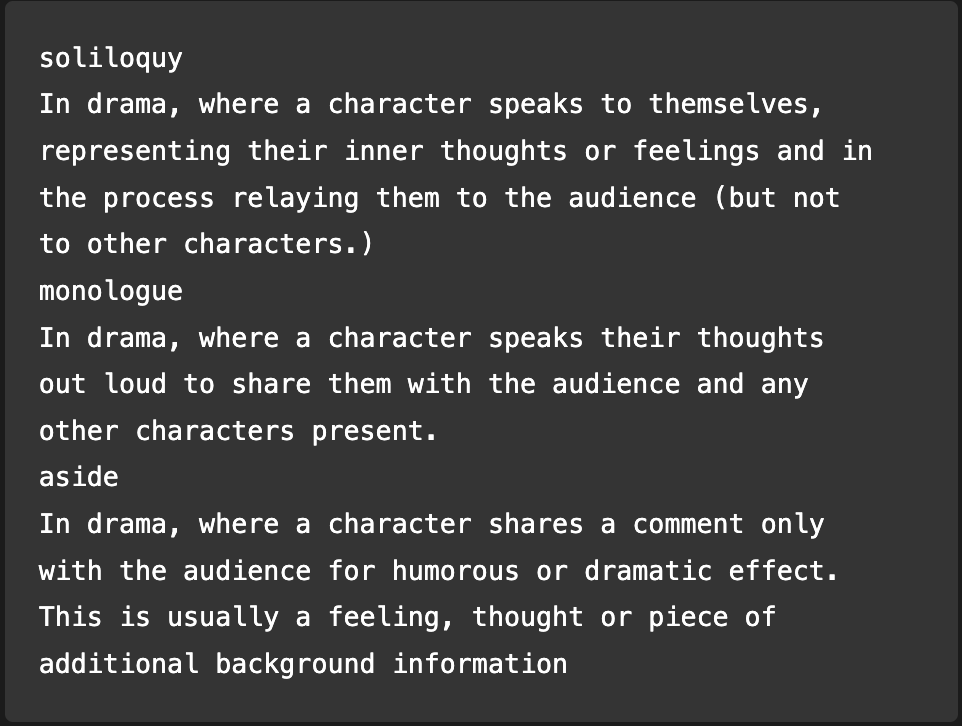 soliloquy
In drama, where a character speaks to themselves,
representing their inner thoughts or feelings and in
the process relaying them to the audience (but not
to other characters.)
monologue
In drama, where a character speaks their thoughts
out loud to share them with the audience and any
other characters present.
aside
In drama, where a character shares a comment only
with the audience for humorous or dramatic effect.
This is usually a feeling, thought or piece of
additional background information